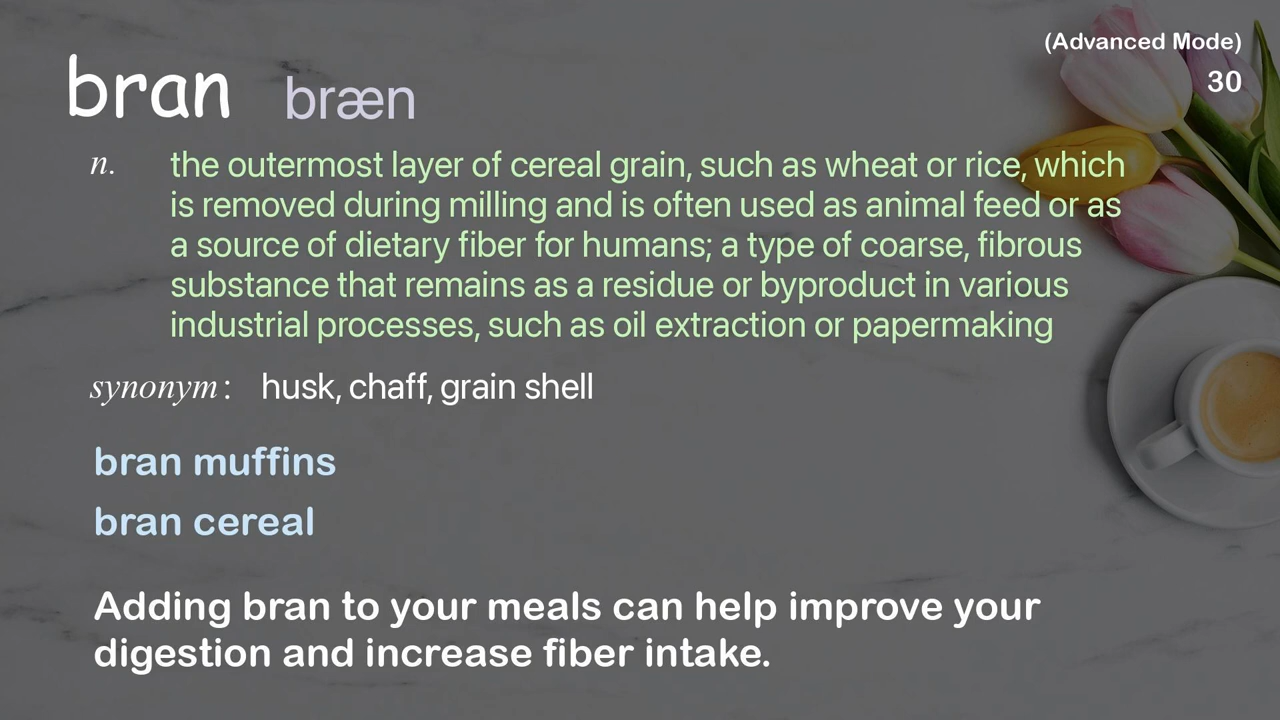 (Advanced Mode)
30
bran bræn
n. the outermost layer of cereal grain, such as wheat or rice, which
is removed during milling and is often used as animal feed or as
a source of dietary fiber for humans; a type of coarse, fibrous
substance that remains as a residue or byproduct in various
industrial processes, such as oil extraction or papermaking
synonym: husk, chaff, grain shell
bran muffins
bran cereal
Adding bran to your meals can help improve your
digestion and increase fiber intake.